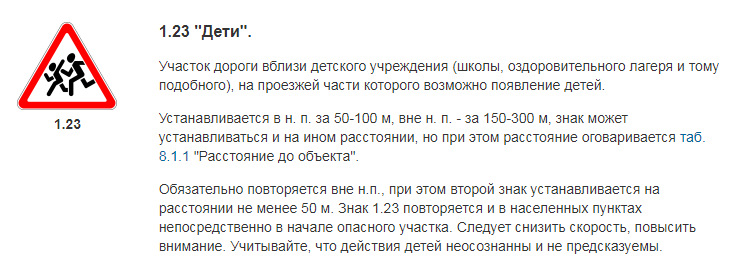 1.23 "Дети".
Участок дороги вблизи детского учреждения (школы, оздоровительного лагеря и тому
подобного), на проезжей части которого возможно появление детей.
1.23
Устанавливается в н. п. за 50-100 м, вне н. п. - за 150-300 м, знак может
устанавливаться и на ином расстоянии, но при этом расстояние оговаривается таб.
8.1.1 "Расстояние до объекта".
Обязательно повторяется вне н.п., при этом второй знак устанавливается на
расстоянии не менее 50 м. Знак 1.23 повторяется и в населенных пунктах
непосредственно в начале опасного участка. Следует снизить скорость, повысить
внимание. Учитывайте, что действия детей неосознанны и не предсказуемы.